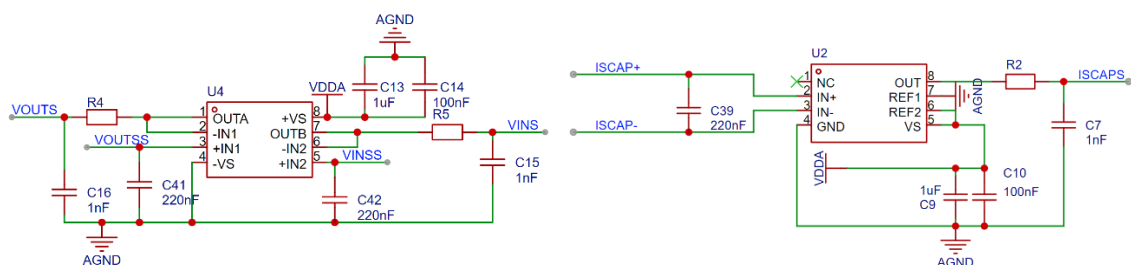 AGND
U4
VDDA
C13
1uF
C14
100nF
VOUTS
R4
1
OUTA
+VS
8
R5
2
-IN1
OUTB
7
VINS
VOUTSS
3
+IN1
-IN2
6
4
-VS
+IN2
5
VINSS
C16
1nF
C41
220nF
C42
220nF
C15
1nF
AGND
U2
ISCAP+
1
NC
OUT
8
R2
ISCAPS
2
IN+
REF1
7
AGND
3
IN-
REF2
6
4
GND
VS
5
C39
220nF
ISCAP-
C7
1nF
VDDA
1uF
C9
C10
100nF
AGND